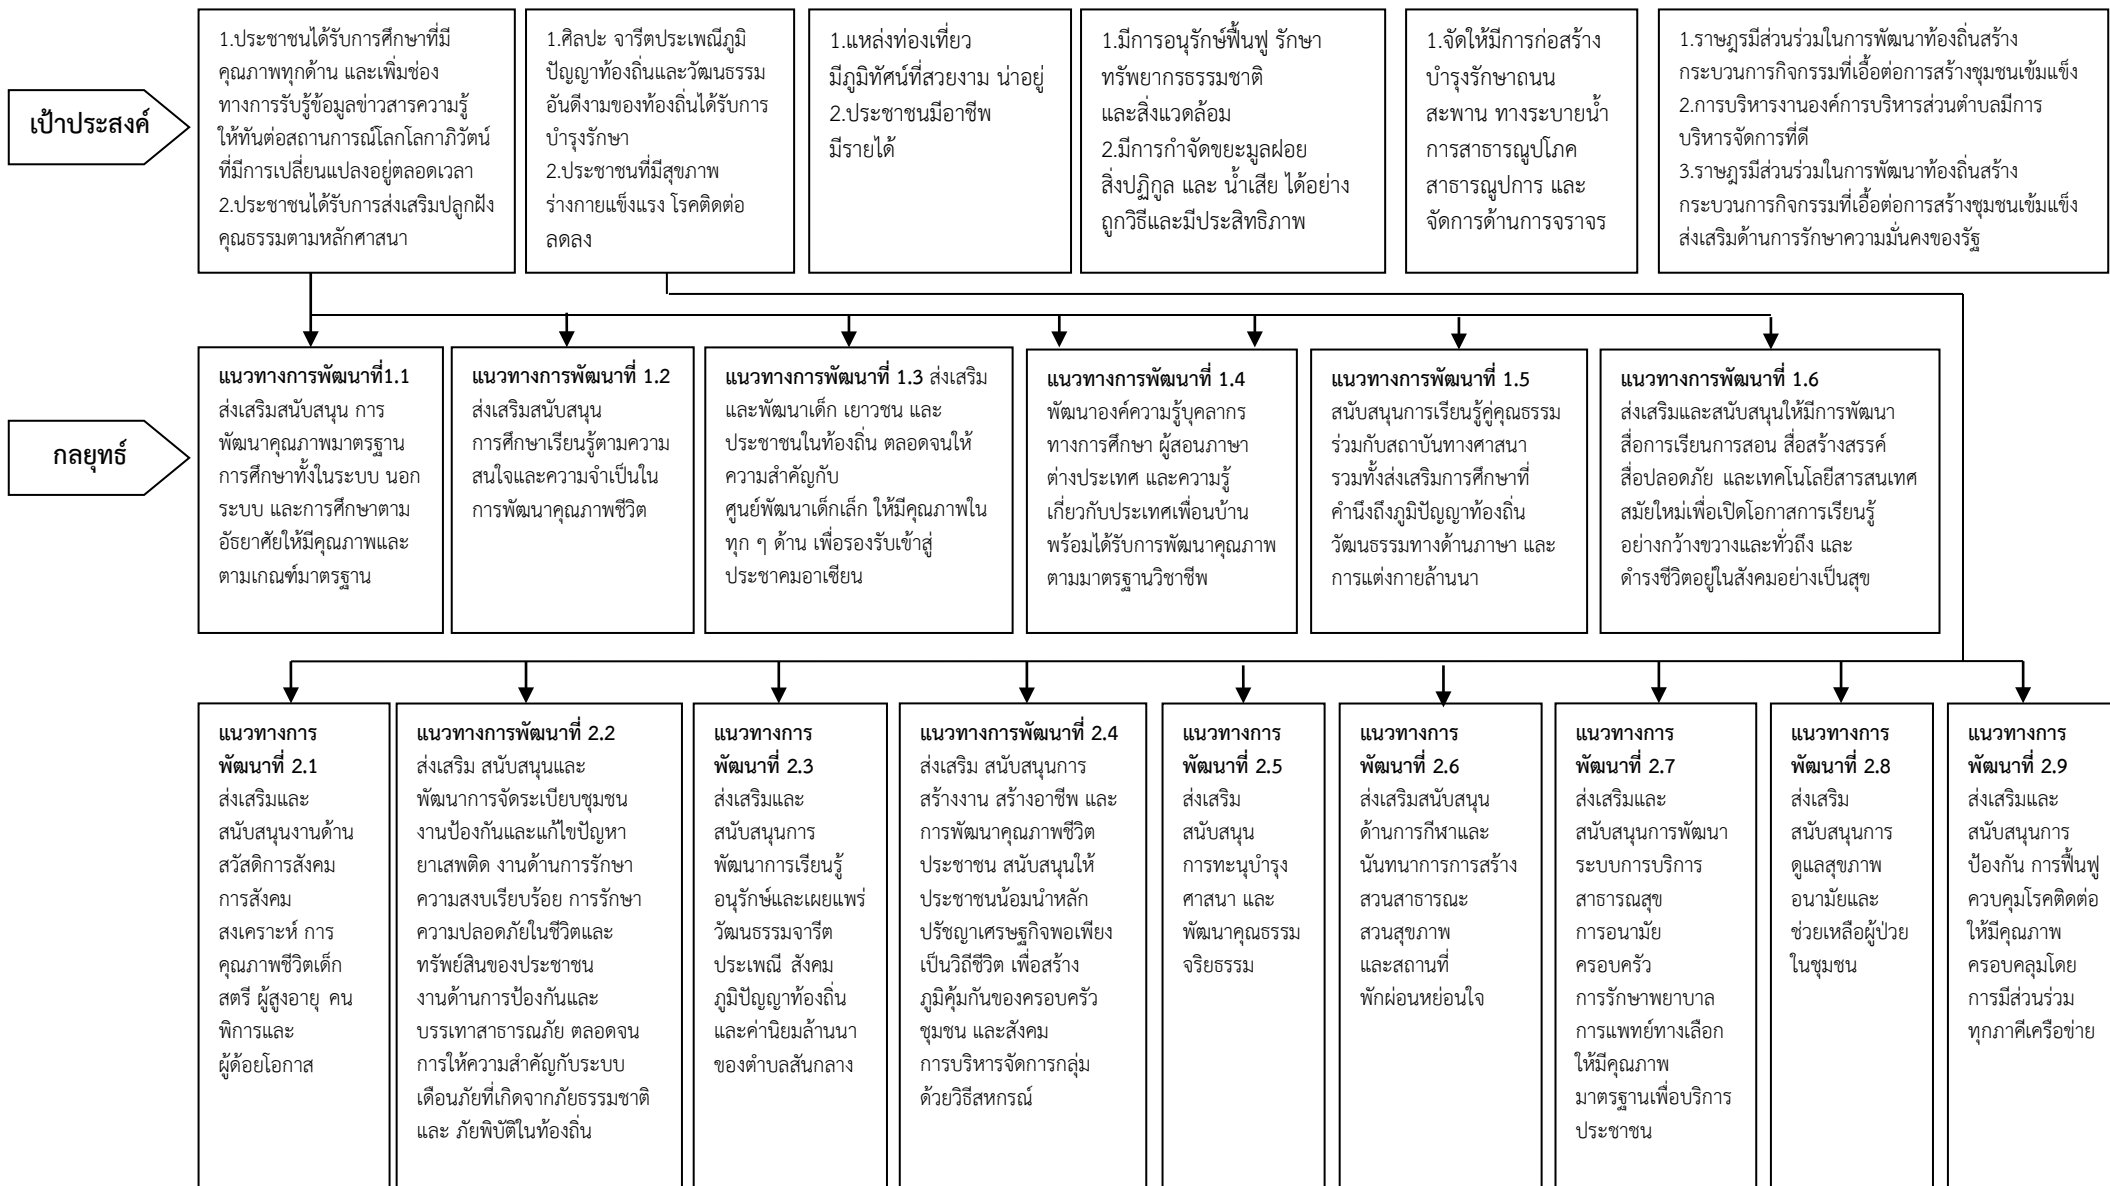 เป้าประสงค์
1.ประชาชนได้รับการศึกษาที่มี
คุณภาพทุกด้าน และเพิ่มช่อง
ทางการรับรู้ข้อมูลข่าวสารความรู้
ให้ทันต่อสถานการณ์โลกโลกาภิวัตน์
ที่มีการเปลี่ยนแปลงอยู่ตลอดเวลา
2.ประชาชนได้รับการส่งเสริมปลูกฝัง
คุณธรรมตามหลักศาสนา
1.ศิลปะ จารีตประเพณีภูมิ
ปัญญาท้องถิ่นและวัฒนธรรม
อันดีงามของท้องถิ่นได้รับการ
บำรุงรักษา
2.ประชาชนที่มีสุขภาพ
ร่างกายแข็งแรง โรคติดต่อ
ลดลง
1.แหล่งท่องเที่ยว
มีภูมิทัศน์ที่สวยงาม น่าอยู่
2.ประชาชนมีอาชีพ
มีรายได้
1.มีการอนุรักษ์ฟื้นฟู รักษา
ทรัพยากรธรรมชาติ
และสิ่งแวดล้อม
2.มีการกำจัดขยะมูลฝอย
สิ่งปฏิกูล และ น้ำเสีย ได้อย่าง
ถูกวิธีและมีประสิทธิภาพ
1.จัดให้มีการก่อสร้าง
บำรุงรักษาถนน
สะพาน ทางระบายน้ำ
การสาธารณูปโภค
สาธารณูปการ และ
จัดการด้านการจราจร
1.ราษฎรมีส่วนร่วมในการพัฒนาท้องถิ่นสร้าง
กระบวนการกิจกรรมที่เอื้อต่อการสร้างชุมชนเข้มแข็ง
2.การบริหารงานองค์การบริหารส่วนตำบลมีการ
บริหารจัดการที่ดี
3.ราษฎรมีส่วนร่วมในการพัฒนาท้องถิ่นสร้าง
กระบวนการกิจกรรมที่เอื้อต่อการสร้างชุมชนเข้มแข็ง
ส่งเสริมด้านการรักษาความมั่นคงของรัฐ
กลยุทธ์
แนวทางการพัฒนาที่1.1
ส่งเสริมสนับสนุน การ
พัฒนาคุณภาพมาตรฐาน
การศึกษาทั้งในระบบ นอก
ระบบ และการศึกษาตาม
อัธยาศัยให้มีคุณภาพและ
ตามเกณฑ์มาตรฐาน
แนวทางการพัฒนาที่ 1.2
ส่งเสริมสนับสนุน
การศึกษาเรียนรู้ตามความ
สนใจและความจำเป็นใน
การพัฒนาคุณภาพชีวิต
แนวทางการพัฒนาที่ 1.3 ส่งเสริม
และพัฒนาเด็ก เยาวชน และ
ประชาชนในท้องถิ่น ตลอดจนให้
ความสำคัญกับ
ศูนย์พัฒนาเด็กเล็ก ให้มีคุณภาพใน
ทุก ๆ ด้าน เพื่อรองรับเข้าสู่
ประชาคมอาเซียน
แนวทางการพัฒนาที่ 1.4
พัฒนาองค์ความรู้บุคลากร
ทางการศึกษา ผู้สอนภาษา
ต่างประเทศ และความรู้
เกี่ยวกับประเทศเพื่อนบ้าน
พร้อมได้รับการพัฒนาคุณภาพ
ตามมาตรฐานวิชาชีพ
แนวทางการพัฒนาที่ 1.5
สนับสนุนการเรียนรู้คู่คุณธรรม
ร่วมกับสถาบันทางศาสนา
รวมทั้งส่งเสริมการศึกษาที่
คำนึงถึงภูมิปัญญาท้องถิ่น
วัฒนธรรมทางด้านภาษา และ
การแต่งกายล้านนา
แนวทางการพัฒนาที่ 1.6
ส่งเสริมและสนับสนุนให้มีการพัฒนา
สื่อการเรียนการสอน สื่อสร้างสรรค์
สื่อปลอดภัย และเทคโนโลยีสารสนเทศ
สมัยใหม่เพื่อเปิดโอกาสการเรียนรู้
อย่างกว้างขวางและทั่วถึง และ
ดำรงชีวิตอยู่ในสังคมอย่างเป็นสุข
แนวทางการ
พัฒนาที่ 2.1
ส่งเสริมและ
สนับสนุนงานด้าน
สวัสดิการสังคม
การสังคม
สงเคราะห์ การ
คุณภาพชีวิตเด็ก
สตรี ผู้สูงอายุ คน
พิการและ
ผู้ด้อยโอกาส
แนวทางการพัฒนาที่ 2.2
ส่งเสริม สนับสนุนและ
พัฒนาการจัดระเบียบชุมชน
งานป้องกันและแก้ไขปัญหา
ยาเสพติด งานด้านการรักษา
ความสงบเรียบร้อย การรักษา
ความปลอดภัยในชีวิตและ
ทรัพย์สินของประชาชน
งานด้านการป้องกันและ
บรรเทาสาธารณภัย ตลอดจน
การให้ความสำคัญกับระบบ
เตือนภัยที่เกิดจากภัยธรรมชาติ
และ ภัยพิบัติในท้องถิ่น
แนวทางการ
พัฒนาที่ 2.3
ส่งเสริมและ
สนับสนุนการ
พัฒนาการเรียนรู้
อนุรักษ์และเผยแพร่
วัฒนธรรมจารีต
ประเพณี สังคม
ภูมิปัญญาท้องถิ่น
และค่านิยมล้านนา
ของตำบลสันกลาง
แนวทางการพัฒนาที่ 2.4
ส่งเสริม สนับสนุนการ
สร้างงาน สร้างอาชีพ และ
การพัฒนาคุณภาพชีวิต
ประชาชน สนับสนุนให้
ประชาชนน้อมนำหลัก
ปรัชญาเศรษฐกิจพอเพียง
เป็นวิถีชีวิต เพื่อสร้าง
ภูมิคุ้มกันของครอบครัว
ชุมชน และสังคม
การบริหารจัดการกลุ่ม
ด้วยวิธีสหกรณ์
แนวทางการ
พัฒนาที่ 2.5
ส่งเสริม
สนับสนุน
การทะนุบำรุง
ศาสนา และ
พัฒนาคุณธรรม
จริยธรรม
แนวทางการ
พัฒนาที่ 2.6
ส่งเสริมสนับสนุน
ด้านการกีฬาและ
นันทนาการการสร้าง
สวนสาธารณะ
สวนสุขภาพ
และสถานที่
พักผ่อนหย่อนใจ
แนวทางการ
พัฒนาที่ 2.7
ส่งเสริมและ
สนับสนุนการพัฒนา
ระบบการบริการ
สาธารณสุข
การอนามัย
ครอบครัว
การรักษาพยาบาล
การแพทย์ทางเลือก
ให้มีคุณภาพ
มาตรฐานเพื่อบริการ
ประชาชน
แนวทางการ
พัฒนาที่ 2.8
ส่งเสริม
สนับสนุนการ
ดูแลสุขภาพ
อนามัยและ
ช่วยเหลือผู้ป่วย
ในชุมชน
แนวทางการ
พัฒนาที่ 2.9
ส่งเสริมและ
สนับสนุนการ
ป้องกัน การฟื้นฟู
ควบคุมโรคติดต่อ
ให้มีคุณภาพ
ครอบคลุมโดย
การมีส่วนร่วม
ทุกภาคีเครือข่าย